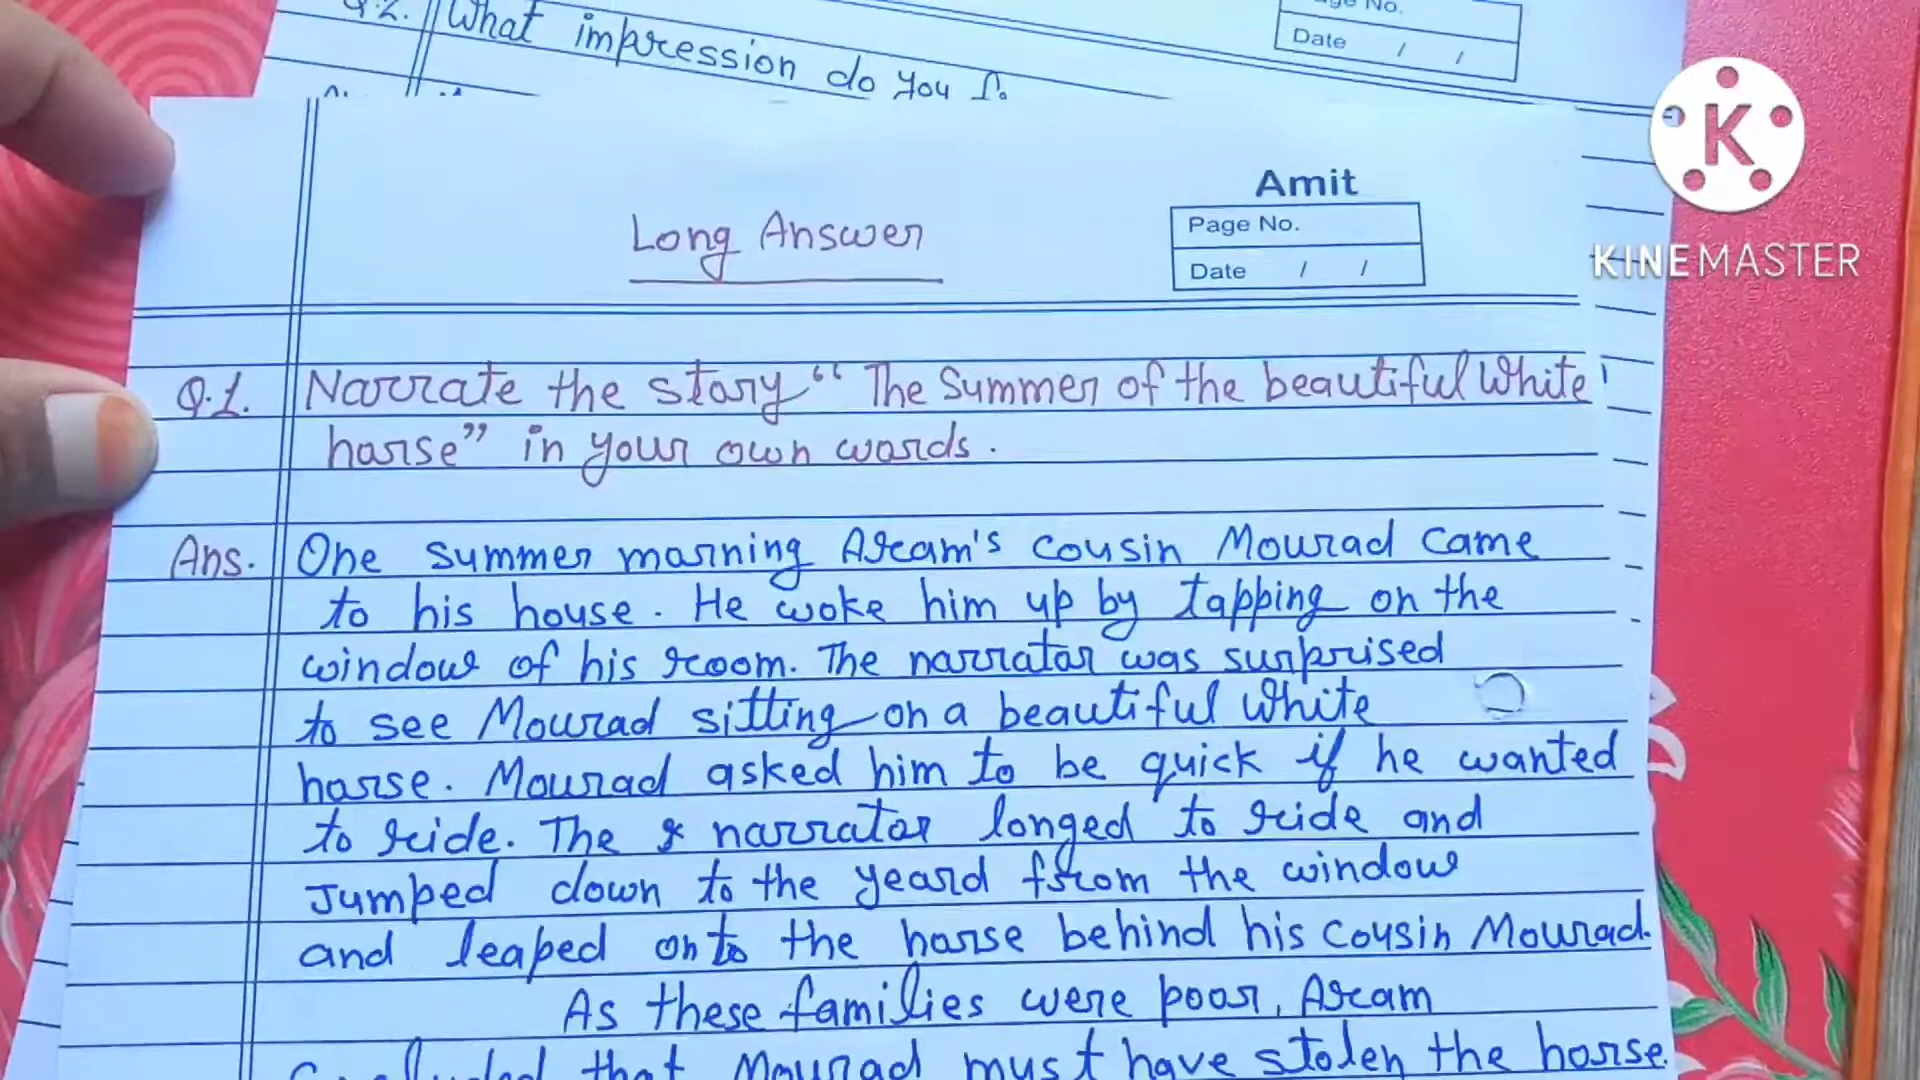 Q.2. What impression do you
Page No.
Date / /
Amit
Page No.
Date / /
Long Answer
KINEMASTER
Q.1. Narrate the story “ The Summer of the beautiful White
horse” in your own words.
Ans. One summer morning Aram's cousin Mourad came
to his house. He woke him up by tapping on the
window of his room. The narrator was surprised
to see Mourad sitting on a beautiful White
horse. Mourad asked him to be quick if he wanted
to ride. The narrator longed to ride and
Jumped down to the yeard from the window
and leaped onto the horse behind his cousin Mourad.
As these families were poor, Aram
Concluded that Mourad must have stolen the horse.